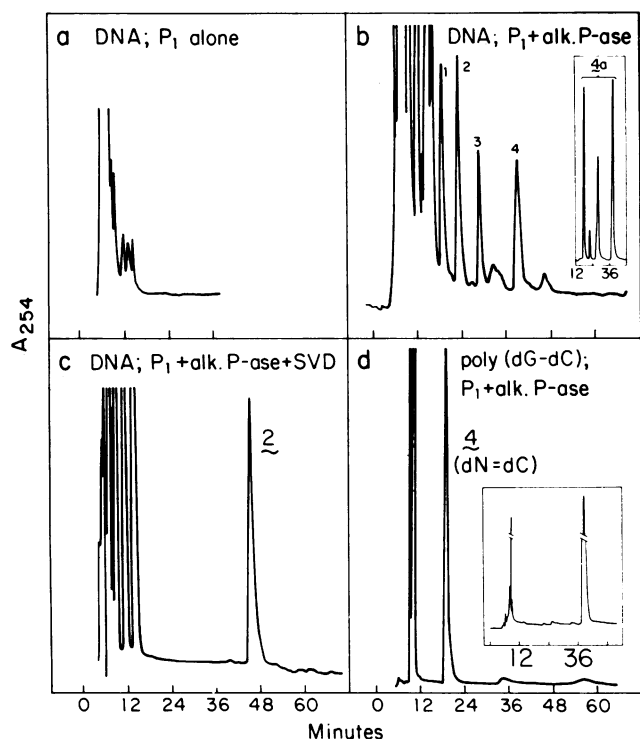 a DNA; P₁ alone
b DNA; P₁+alk. P-ase
1
2
3
4
4a
12 36
A₂₅₄
c DNA; P₁+alk. P-ase+SVD
2
d poly (dG-dC);
P₁+alk. P-ase
4
(dN=dC)
12 36
0 12 24 36 48 60
0 12 24 36 48 60
Minutes